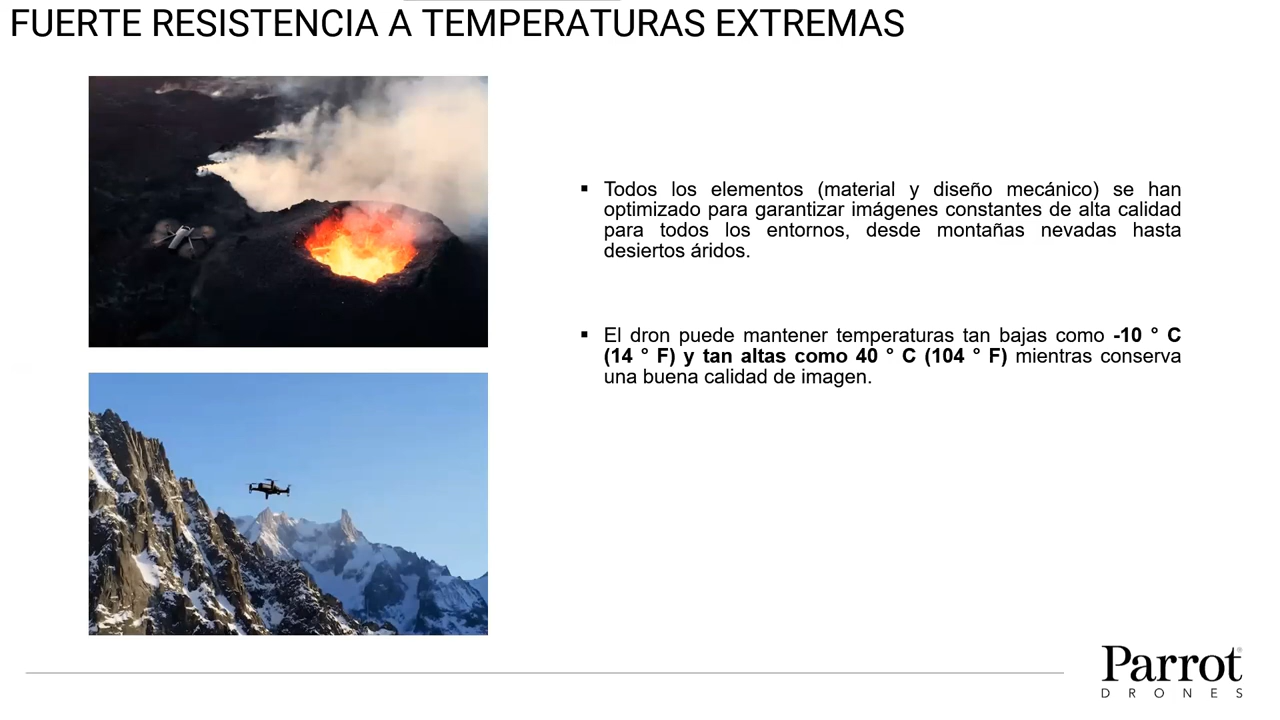 FUERTE RESISTENCIA A TEMPERATURAS EXTREMAS
▪ Todos los elementos (material y diseño mecánico) se han
optimizado para garantizar imágenes constantes de alta calidad
para todos los entornos, desde montañas nevadas hasta
desiertos áridos.
▪ El dron puede mantener temperaturas tan bajas como -10 ° C
(14 ° F) y tan altas como 40 ° C (104 ° F) mientras conserva
una buena calidad de imagen.
Parrot®
DRONES